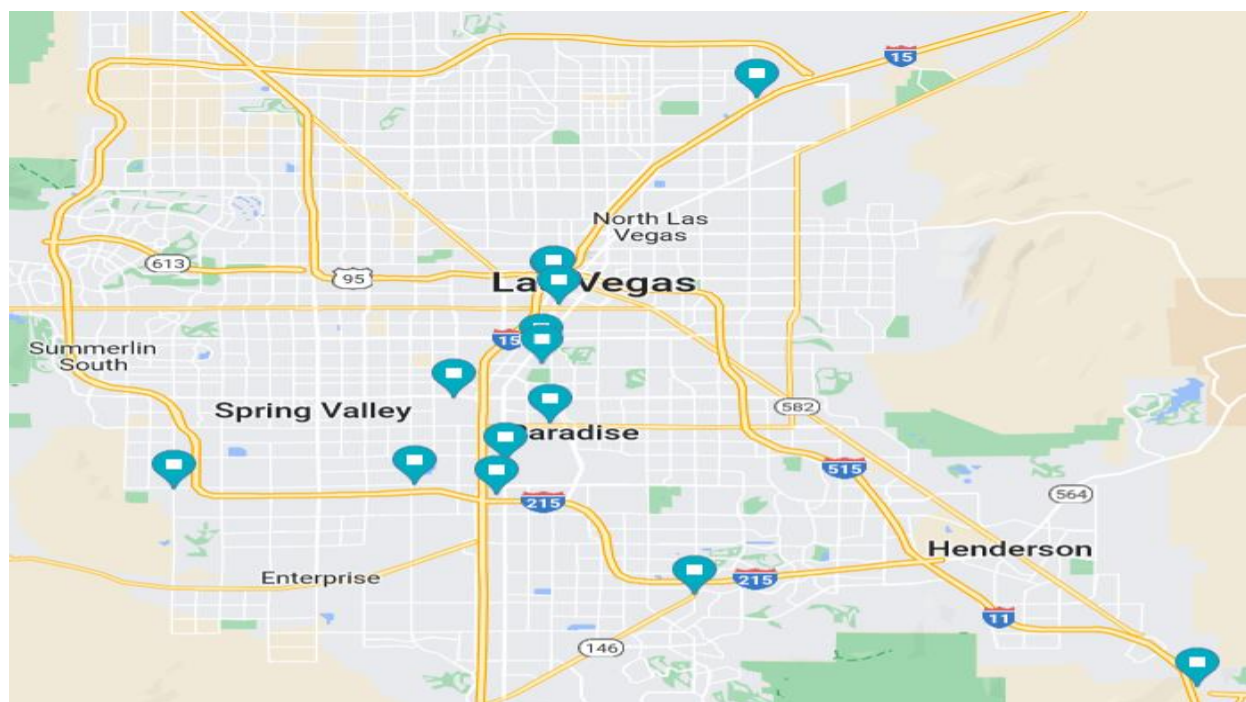 15
North Las
Vegas
613
95
Las Vegas
15
Summerlin
South
Spring Valley
582
Paradise
515
564
215
Henderson
Enterprise
215
11
146